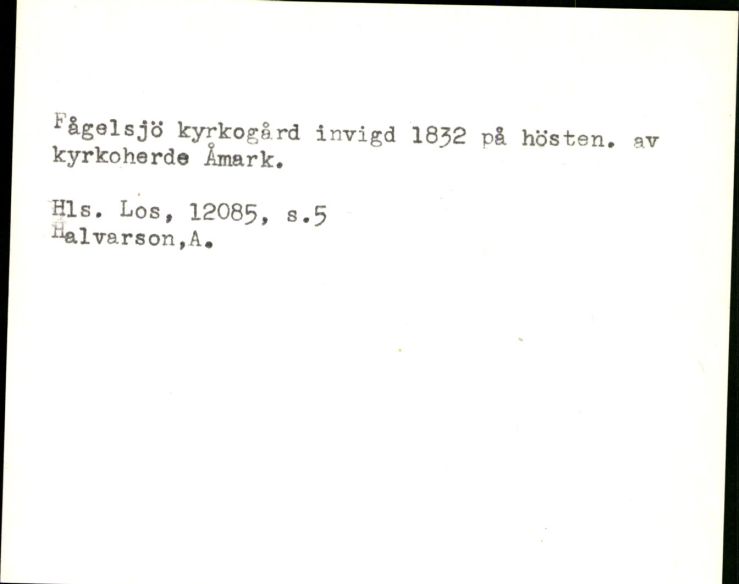 Fågelsjö kyrkogård invigd 1832 på hösten. av
kyrkoherde Åmark.
Hls. Los, 12085, s.5
Halvarson,A.